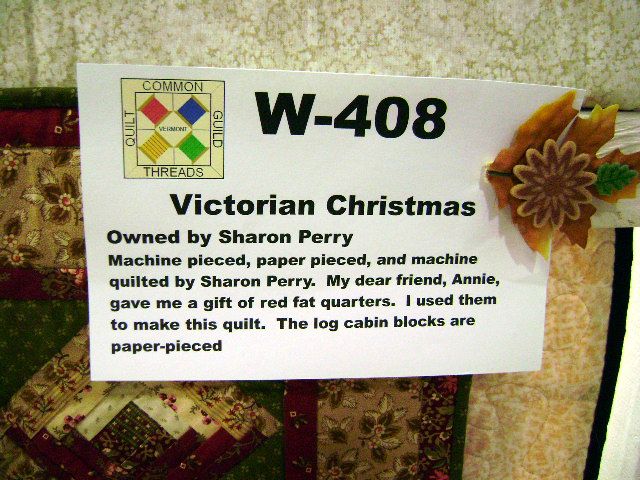 COMMON
QUILT
VERMONT
GUILD
THREADS
W-408
Victorian Christmas
Owned by Sharon Perry
Machine pieced, paper pieced, and machine
quilted by Sharon Perry.  My dear friend, Annie,
gave me a gift of red fat quarters.  I used them
to make this quilt.  The log cabin blocks are
paper-pieced